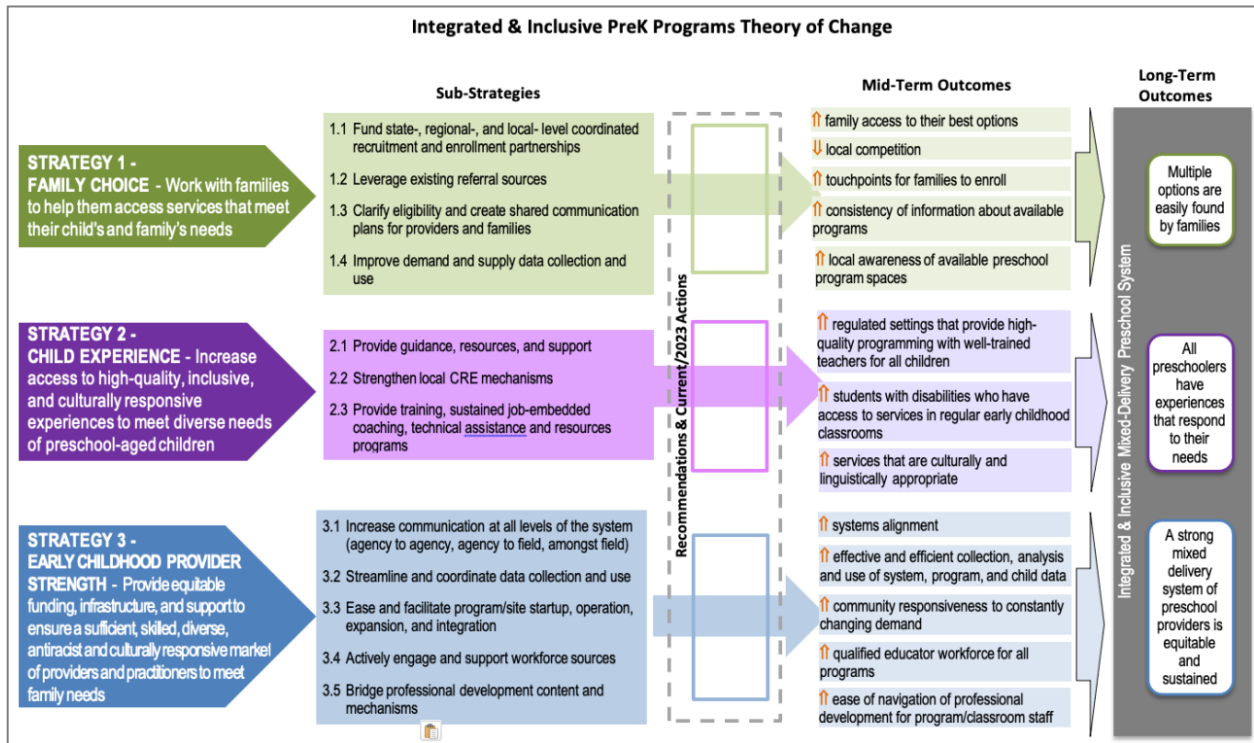 Integrated & Inclusive PreK Programs Theory of Change
Sub-Strategies
Mid-Term Outcomes
Long-Term
Outcomes
STRATEGY 1 -
FAMILY CHOICE - Work with families
to help them access services that meet
their child's and family's needs
1.1 Fund state-, regional-, and local- level coordinated
recruitment and enrollment partnerships
1.2 Leverage existing referral sources
1.3 Clarify eligibility and create shared communication
plans for providers and families
1.4 Improve demand and supply data collection and
use
⇑ family access to their best options
⇓ local competition
⇑ touchpoints for families to enroll
⇑ consistency of information about available
programs
⇑ local awareness of available preschool
program spaces
Multiple
options are
easily found
by families
STRATEGY 2 -
CHILD EXPERIENCE - Increase
access to high-quality, inclusive,
and culturally responsive
experiences to meet diverse needs
of preschool-aged children
2.1 Provide guidance, resources, and support
2.2 Strengthen local CRE mechanisms
2.3 Provide training, sustained job-embedded
coaching, technical assistance and resources
programs
⇑ regulated settings that provide high-
quality programming with well-trained
teachers for all children
⇑ students with disabilities who have
access to services in regular early childhood
classrooms
⇑ services that are culturally and
linguistically appropriate
All
preschoolers
have
experiences
that respond
to their
needs
STRATEGY 3 -
EARLY CHILDHOOD PROVIDER
STRENGTH - Provide equitable
funding, infrastructure, and support to
ensure a sufficient, skilled, diverse,
antiracist and culturally responsive market
of providers and practitioners to meet
family needs
3.1 Increase communication at all levels of the system
(agency to agency, agency to field, amongst field)
3.2 Streamline and coordinate data collection and use
3.3 Ease and facilitate program/site startup, operation,
expansion, and integration
3.4 Actively engage and support workforce sources
3.5 Bridge professional development content and
mechanisms
⇑ systems alignment
⇑ effective and efficient collection, analysis
and use of system, program, and child data
⇑ community responsiveness to constantly
changing demand
⇑ qualified educator workforce for all
programs
⇑ ease of navigation of professional
development for program/classroom staff
A strong
mixed
delivery
system of
preschool
providers is
equitable
and
sustained
Recommendations & Current/2023 Actions
Integrated & Inclusive Mixed-Delivery Preschool System